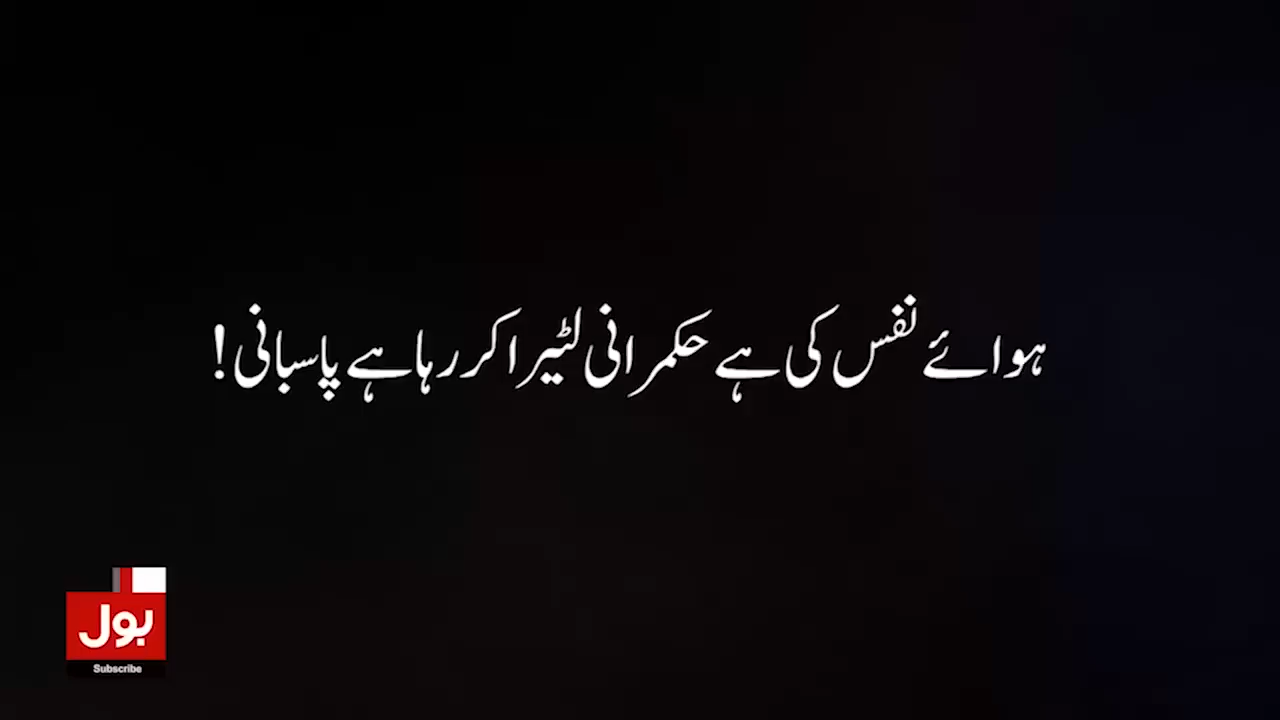 ہوائے نفس کی ہے حکمرانی لٹیرا کر رہا ہے پاسبانی!
بول
Subscribe